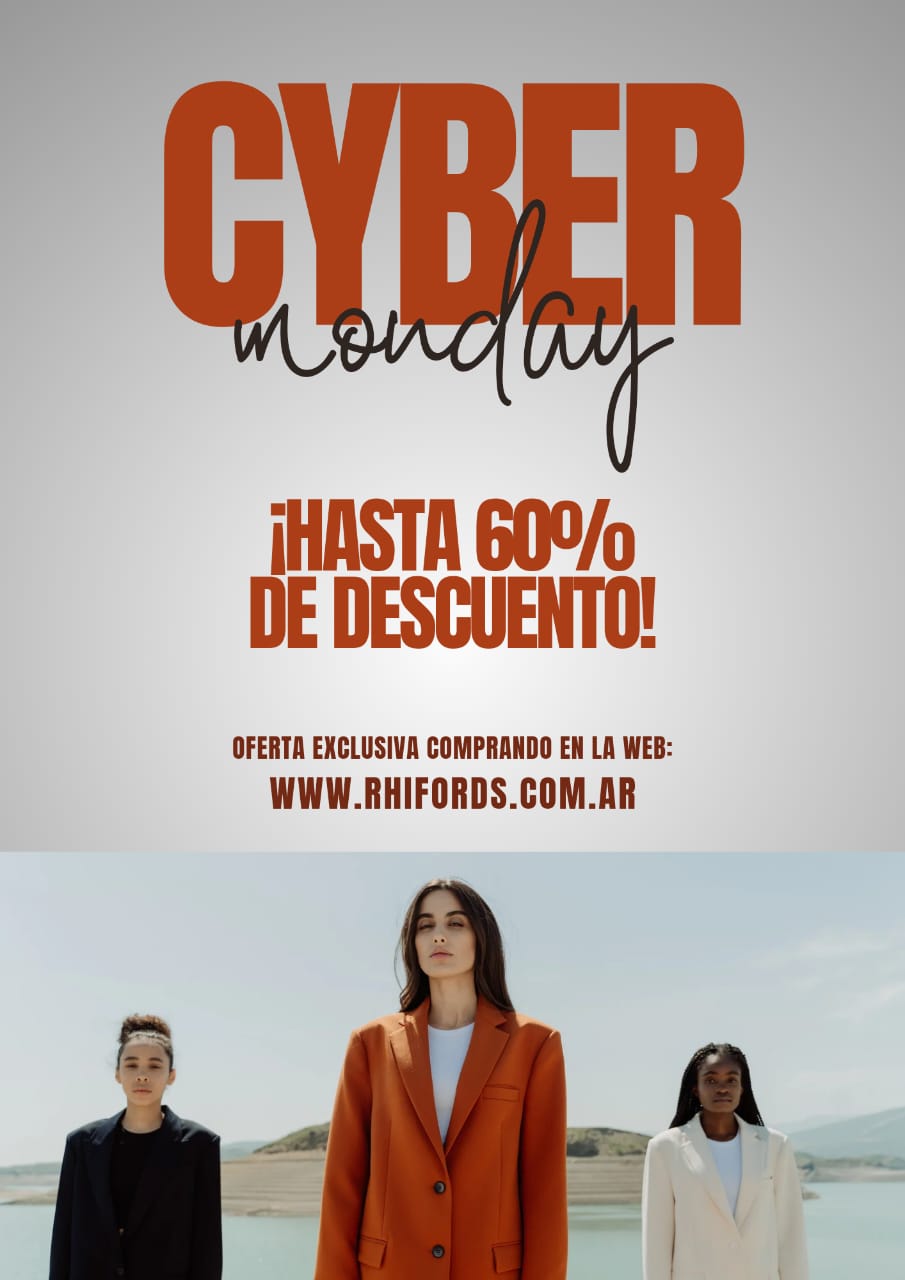 CYBER
monday
¡HASTA 60%
DE DESCUENTO!
OFERTA EXCLUSIVA COMPRANDO EN LA WEB:
WWW.RHIFORDS.COM.AR